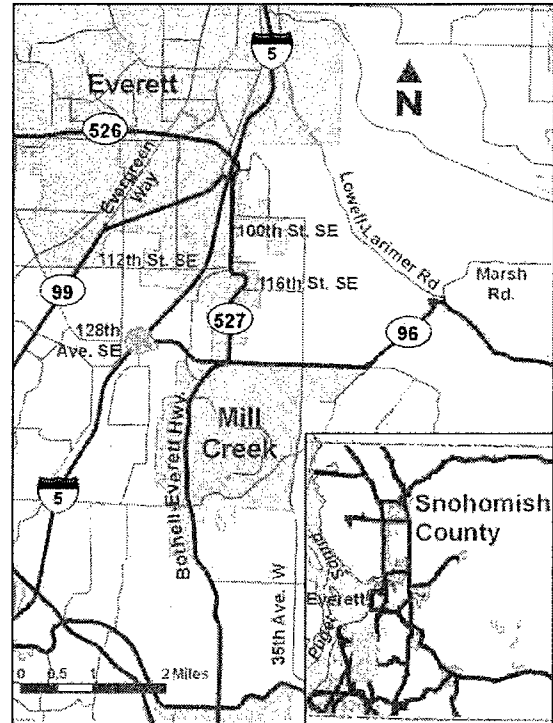 5
Everett
N
526
Evergreen
Way
Lowell-Larimer Rd
100th St. SE
112th St. SE
Marsh
Rd.
99
116th St. SE
128th
Ave. SE
527
96
Mill
Creek
Bothell-Everett Hwy.
5
Snohomish
County
Puget Sound
Everett
35th Ave. W
0 0.5 1 2 Miles